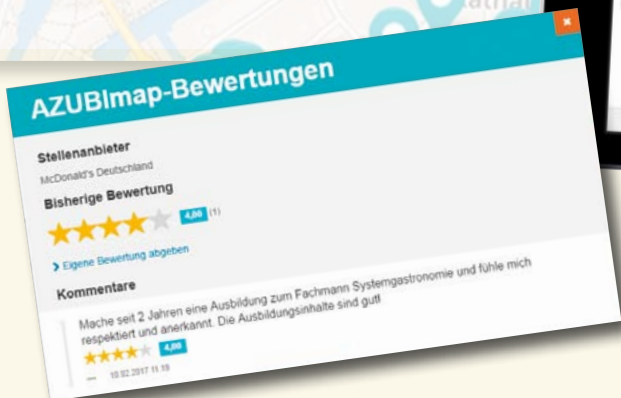 AZUBImap-Bewertungen
Stellenanbieter
McDonald's Deutschland
Bisherige Bewertung
4,00 (1)
> Eigene Bewertung abgeben
Kommentare
Mache seit 2 Jahren eine Ausbildung zum Fachmann Systemgastronomie und fühle mich
respektiert und anerkannt. Die Ausbildungsinhalte sind gut!
4,00
— 10.02.2017 11:19